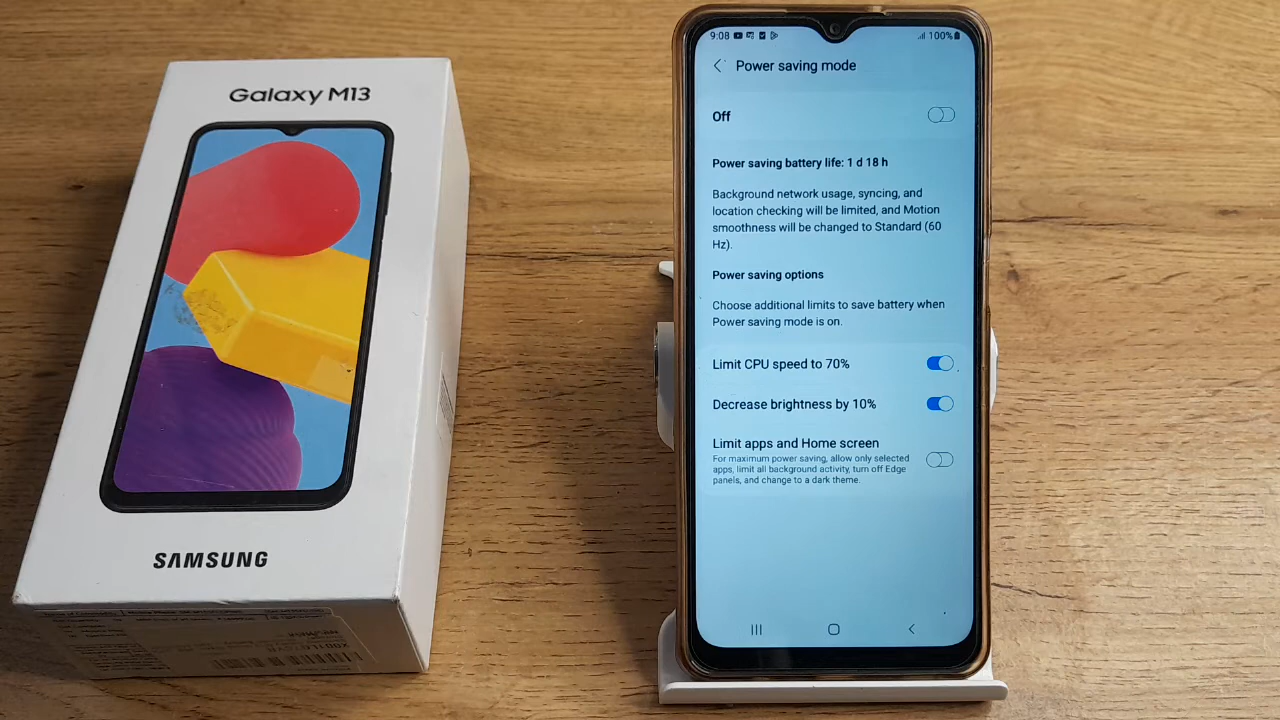 Galaxy M13
SAMSUNG
9:08
100%
Power saving mode
Off
Power saving battery life: 1 d 18 h
Background network usage, syncing, and
location checking will be limited, and Motion
smoothness will be changed to Standard (60
Hz).
Power saving options
Choose additional limits to save battery when
Power saving mode is on.
Limit CPU speed to 70%
Decrease brightness by 10%
Limit apps and Home screen
For maximum power saving, allow only selected
apps, limit all background activity, turn off Edge
panels, and change to a dark theme.